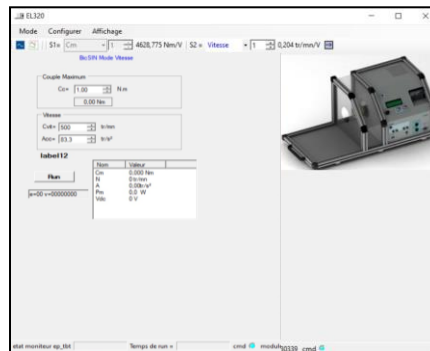 EL320
Mode Configurer Affichage
S1= Cm 1 4628,775 Nm/V S2 = Vitesse 1 0,204 tr/mn/V
BioSIN Mode Vitesse
Couple Maximum
Cc= 1.00 N.m
0.00 Nm
Vitesse
Cvit= 500 tr/mn
Acc= 83.3 tr/s²
label12
Run
Nom Valeur
Cm 0.000 Nm
N 0 tr/mn
A 0.00tr/s²
Pm 0.0 W
Vdc 0 V
a=00 v=00000000
etat moniteur ep_tbt Temps de run = cmd module
30339 cmd